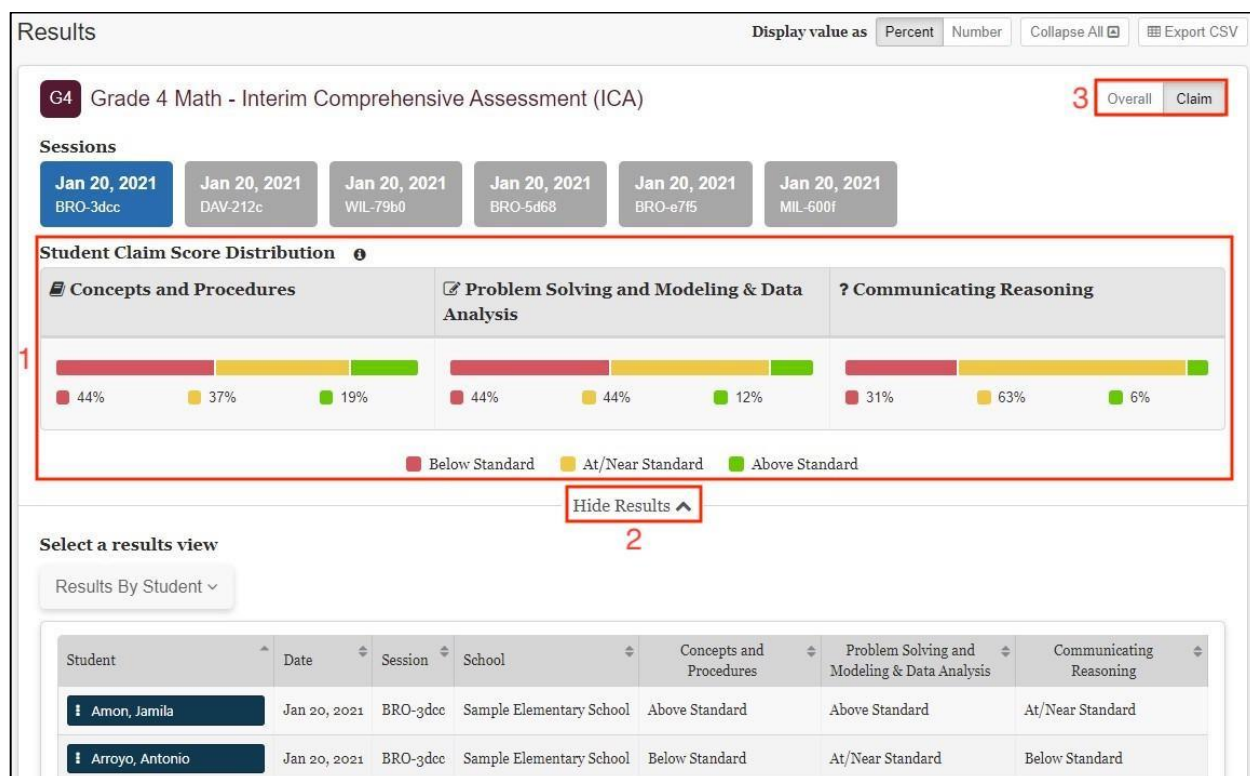 Results
Display value as Percent Number Collapse All Export CSV
G4 Grade 4 Math - Interim Comprehensive Assessment (ICA)
3 Overall Claim
Sessions
Jan 20, 2021 Jan 20, 2021 Jan 20, 2021 Jan 20, 2021 Jan 20, 2021 Jan 20, 2021
BRO-3dcc DAV-212c WIL-79b0 BRO-5d68 BRO-e7f5 MIL-600f
Student Claim Score Distribution
Concepts and Procedures
Problem Solving and Modeling & Data
Analysis
? Communicating Reasoning
1
44% 37% 19% 44% 44% 12% 31% 63% 6%
Below Standard At/Near Standard Above Standard
Hide Results
2
Select a results view
Results By Student
Student Date Session School Concepts and Procedures Problem Solving and Modeling & Data Analysis Communicating Reasoning
Amon, Jamila Jan 20, 2021 BRO-3dcc Sample Elementary School Above Standard Above Standard At/Near Standard
Arroyo, Antonio Jan 20, 2021 BRO-3dcc Sample Elementary School Below Standard At/Near Standard Below Standard